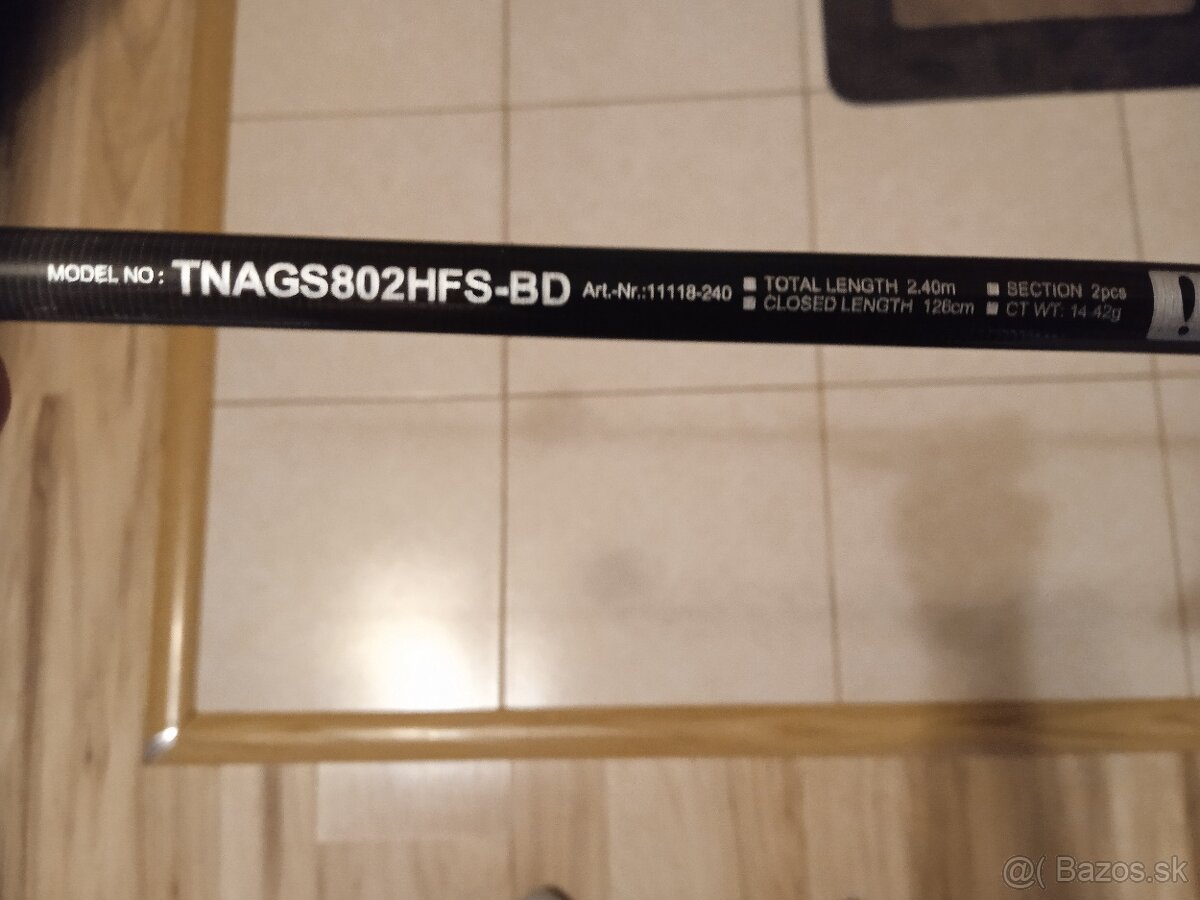 MODEL NO: TNAGS802HFS-BD Art.-Nr.:11118-240
■ TOTAL LENGTH 2.40m ■ SECTION 2pcs
■ CLOSED LENGTH 126cm ■ CT WT: 14-42g
!
@( Bazos.sk